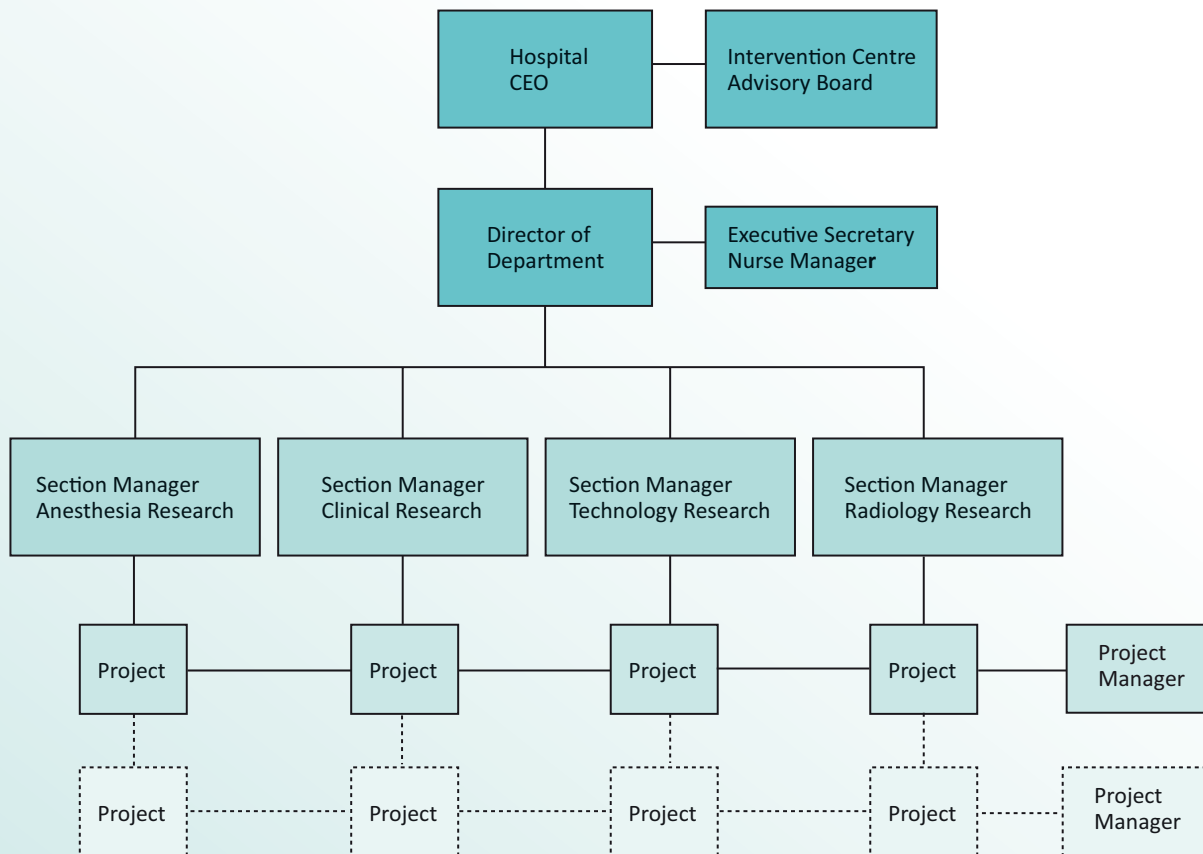 Hospital
CEO
Intervention Centre
Advisory Board
Director of
Department
Executive Secretary
Nurse Manager
Section Manager
Anesthesia Research
Section Manager
Clinical Research
Section Manager
Technology Research
Section Manager
Radiology Research
Project
Project
Project
Project
Project
Manager
Project
Project
Project
Project
Project
Manager